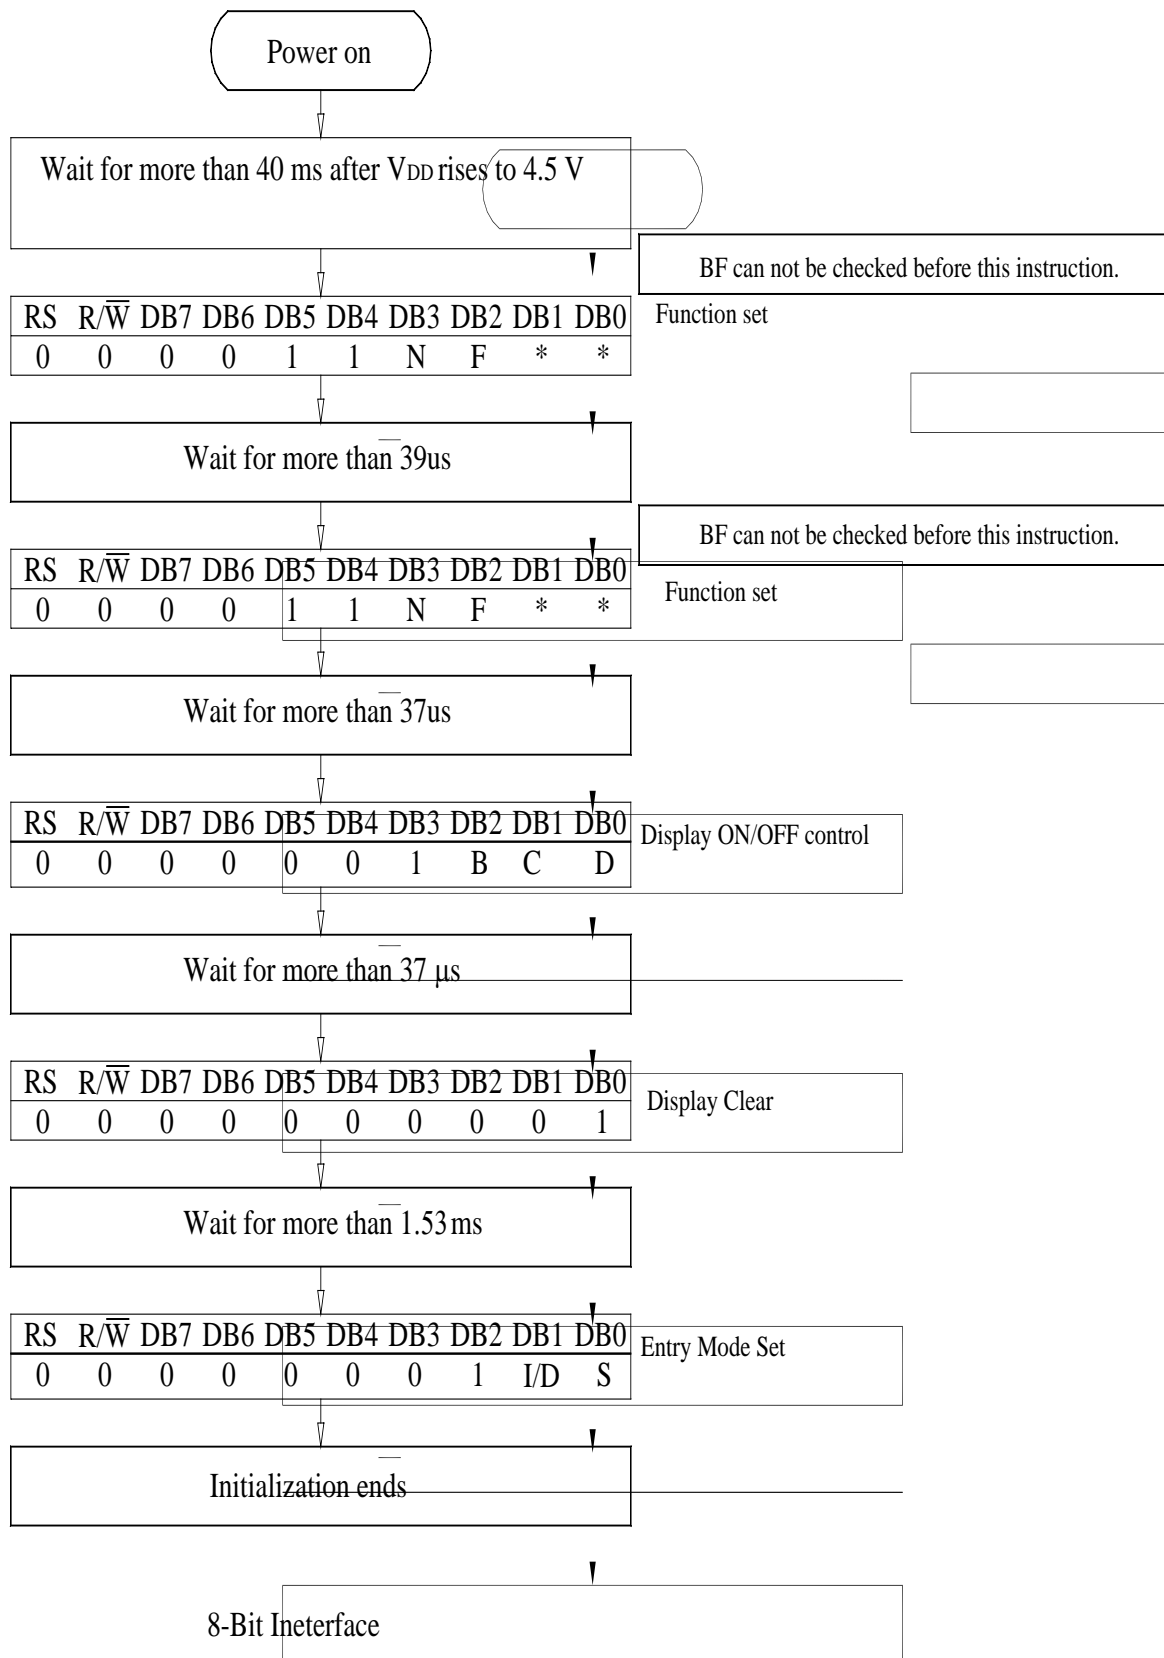 Power on
Wait for more than 40 ms after VDD rises to 4.5 V
BF can not be checked before this instruction.
RS R/W̅ DB7 DB6 DB5 DB4 DB3 DB2 DB1 DB0
Function set
0 0 0 0 1 1 N F * *
Wait for more than 39us
BF can not be checked before this instruction.
RS R/W̅ DB7 DB6 DB5 DB4 DB3 DB2 DB1 DB0
Function set
0 0 0 0 1 1 N F * *
Wait for more than 37us
RS R/W̅ DB7 DB6 DB5 DB4 DB3 DB2 DB1 DB0
Display ON/OFF control
0 0 0 0 0 0 1 B C D
Wait for more than 37 μs
RS R/W̅ DB7 DB6 DB5 DB4 DB3 DB2 DB1 DB0
Display Clear
0 0 0 0 0 0 0 0 0 1
Wait for more than 1.53ms
RS R/W̅ DB7 DB6 DB5 DB4 DB3 DB2 DB1 DB0
Entry Mode Set
0 0 0 0 0 0 0 1 I/D S
Initialization ends
8-Bit Ineterface